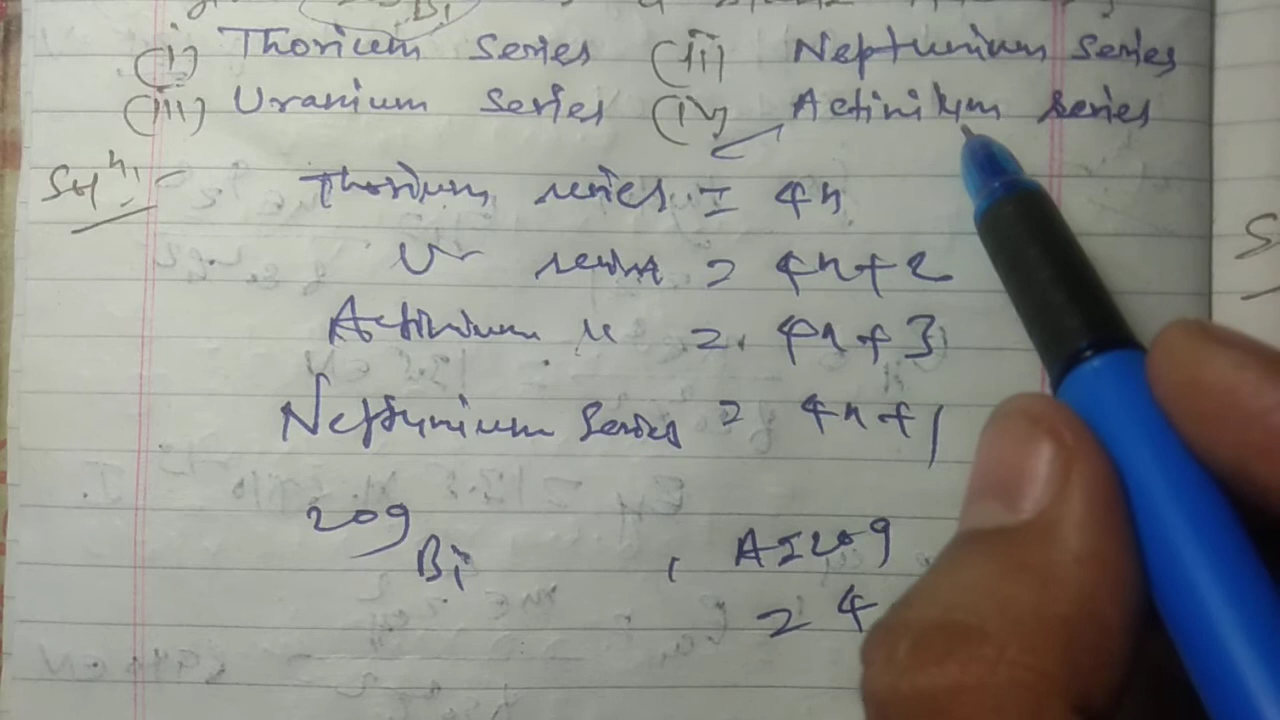 Bi
(i) Thorium Series (ii) Neptunium Series
(iii) Uranium Series (iv) Actinium series
Solⁿ:- Thorium series = 4n
Ur series = 4n+2
Actinium " = 4n+3
Neptunium Series = 4n+1
209 Bi , A=209
= 4